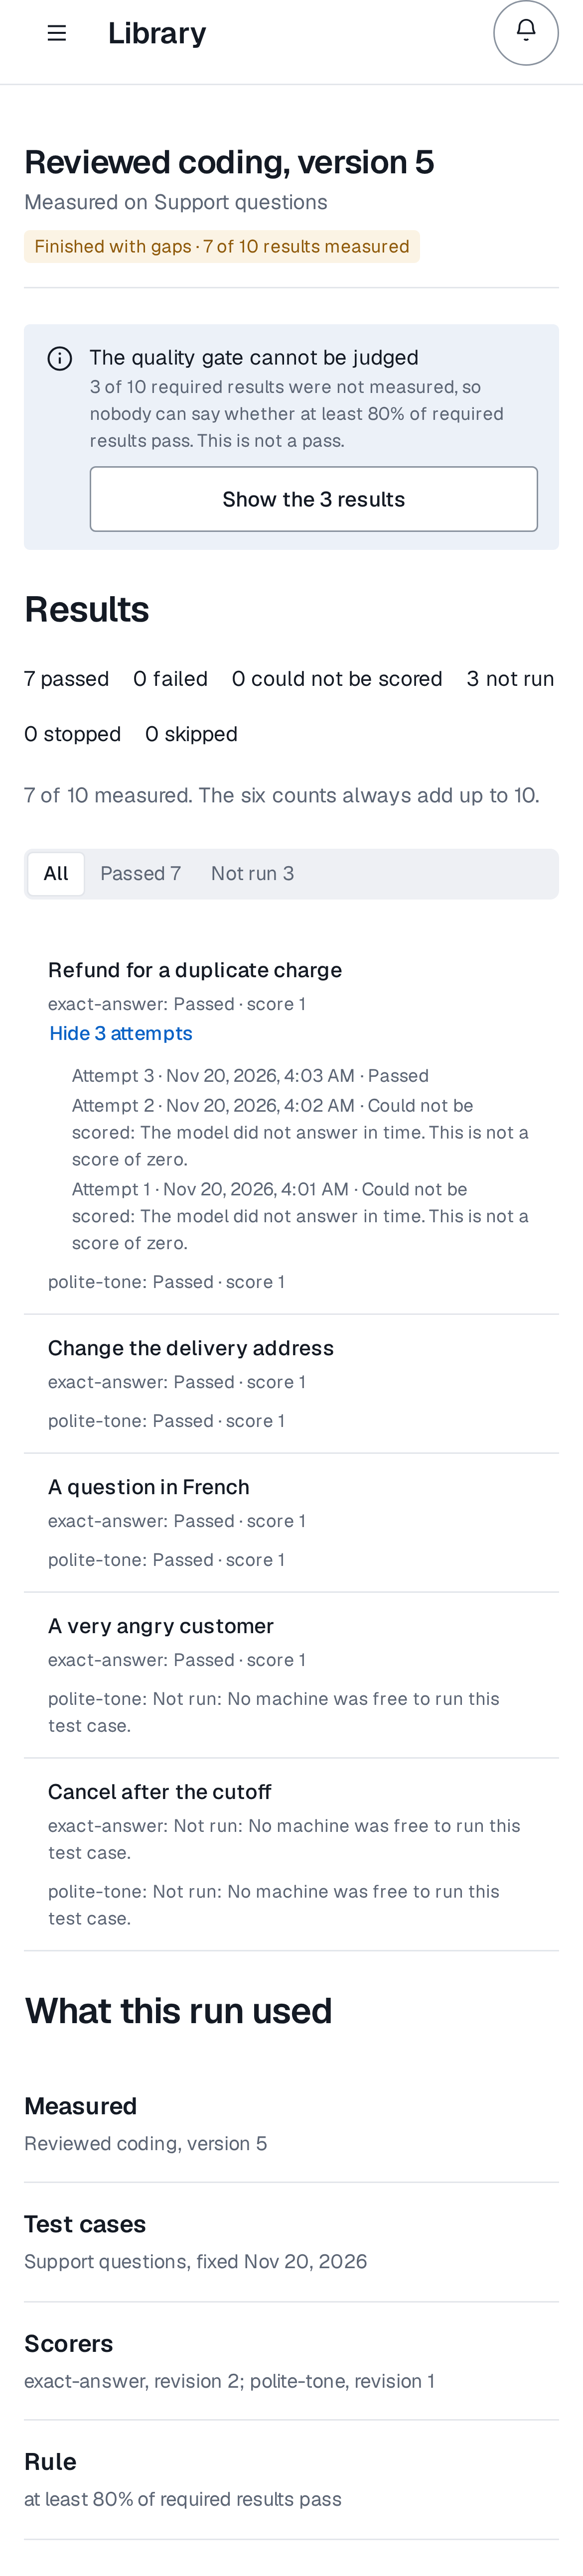 Library
Reviewed coding, version 5
Measured on Support questions
Finished with gaps · 7 of 10 results measured
The quality gate cannot be judged
3 of 10 required results were not measured, so
nobody can say whether at least 80% of required
results pass. This is not a pass.
Show the 3 results
Results
7 passed 0 failed 0 could not be scored 3 not run
0 stopped 0 skipped
7 of 10 measured. The six counts always add up to 10.
All Passed 7 Not run 3
Refund for a duplicate charge
exact-answer: Passed · score 1
Hide 3 attempts
Attempt 3 · Nov 20, 2026, 4:03 AM · Passed
Attempt 2 · Nov 20, 2026, 4:02 AM · Could not be
scored: The model did not answer in time. This is not a
score of zero.
Attempt 1 · Nov 20, 2026, 4:01 AM · Could not be
scored: The model did not answer in time. This is not a
score of zero.
polite-tone: Passed · score 1
Change the delivery address
exact-answer: Passed · score 1
polite-tone: Passed · score 1
A question in French
exact-answer: Passed · score 1
polite-tone: Passed · score 1
A very angry customer
exact-answer: Passed · score 1
polite-tone: Not run: No machine was free to run this
test case.
Cancel after the cutoff
exact-answer: Not run: No machine was free to run this
test case.
polite-tone: Not run: No machine was free to run this
test case.
What this run used
Measured
Reviewed coding, version 5
Test cases
Support questions, fixed Nov 20, 2026
Scorers
exact-answer, revision 2; polite-tone, revision 1
Rule
at least 80% of required results pass